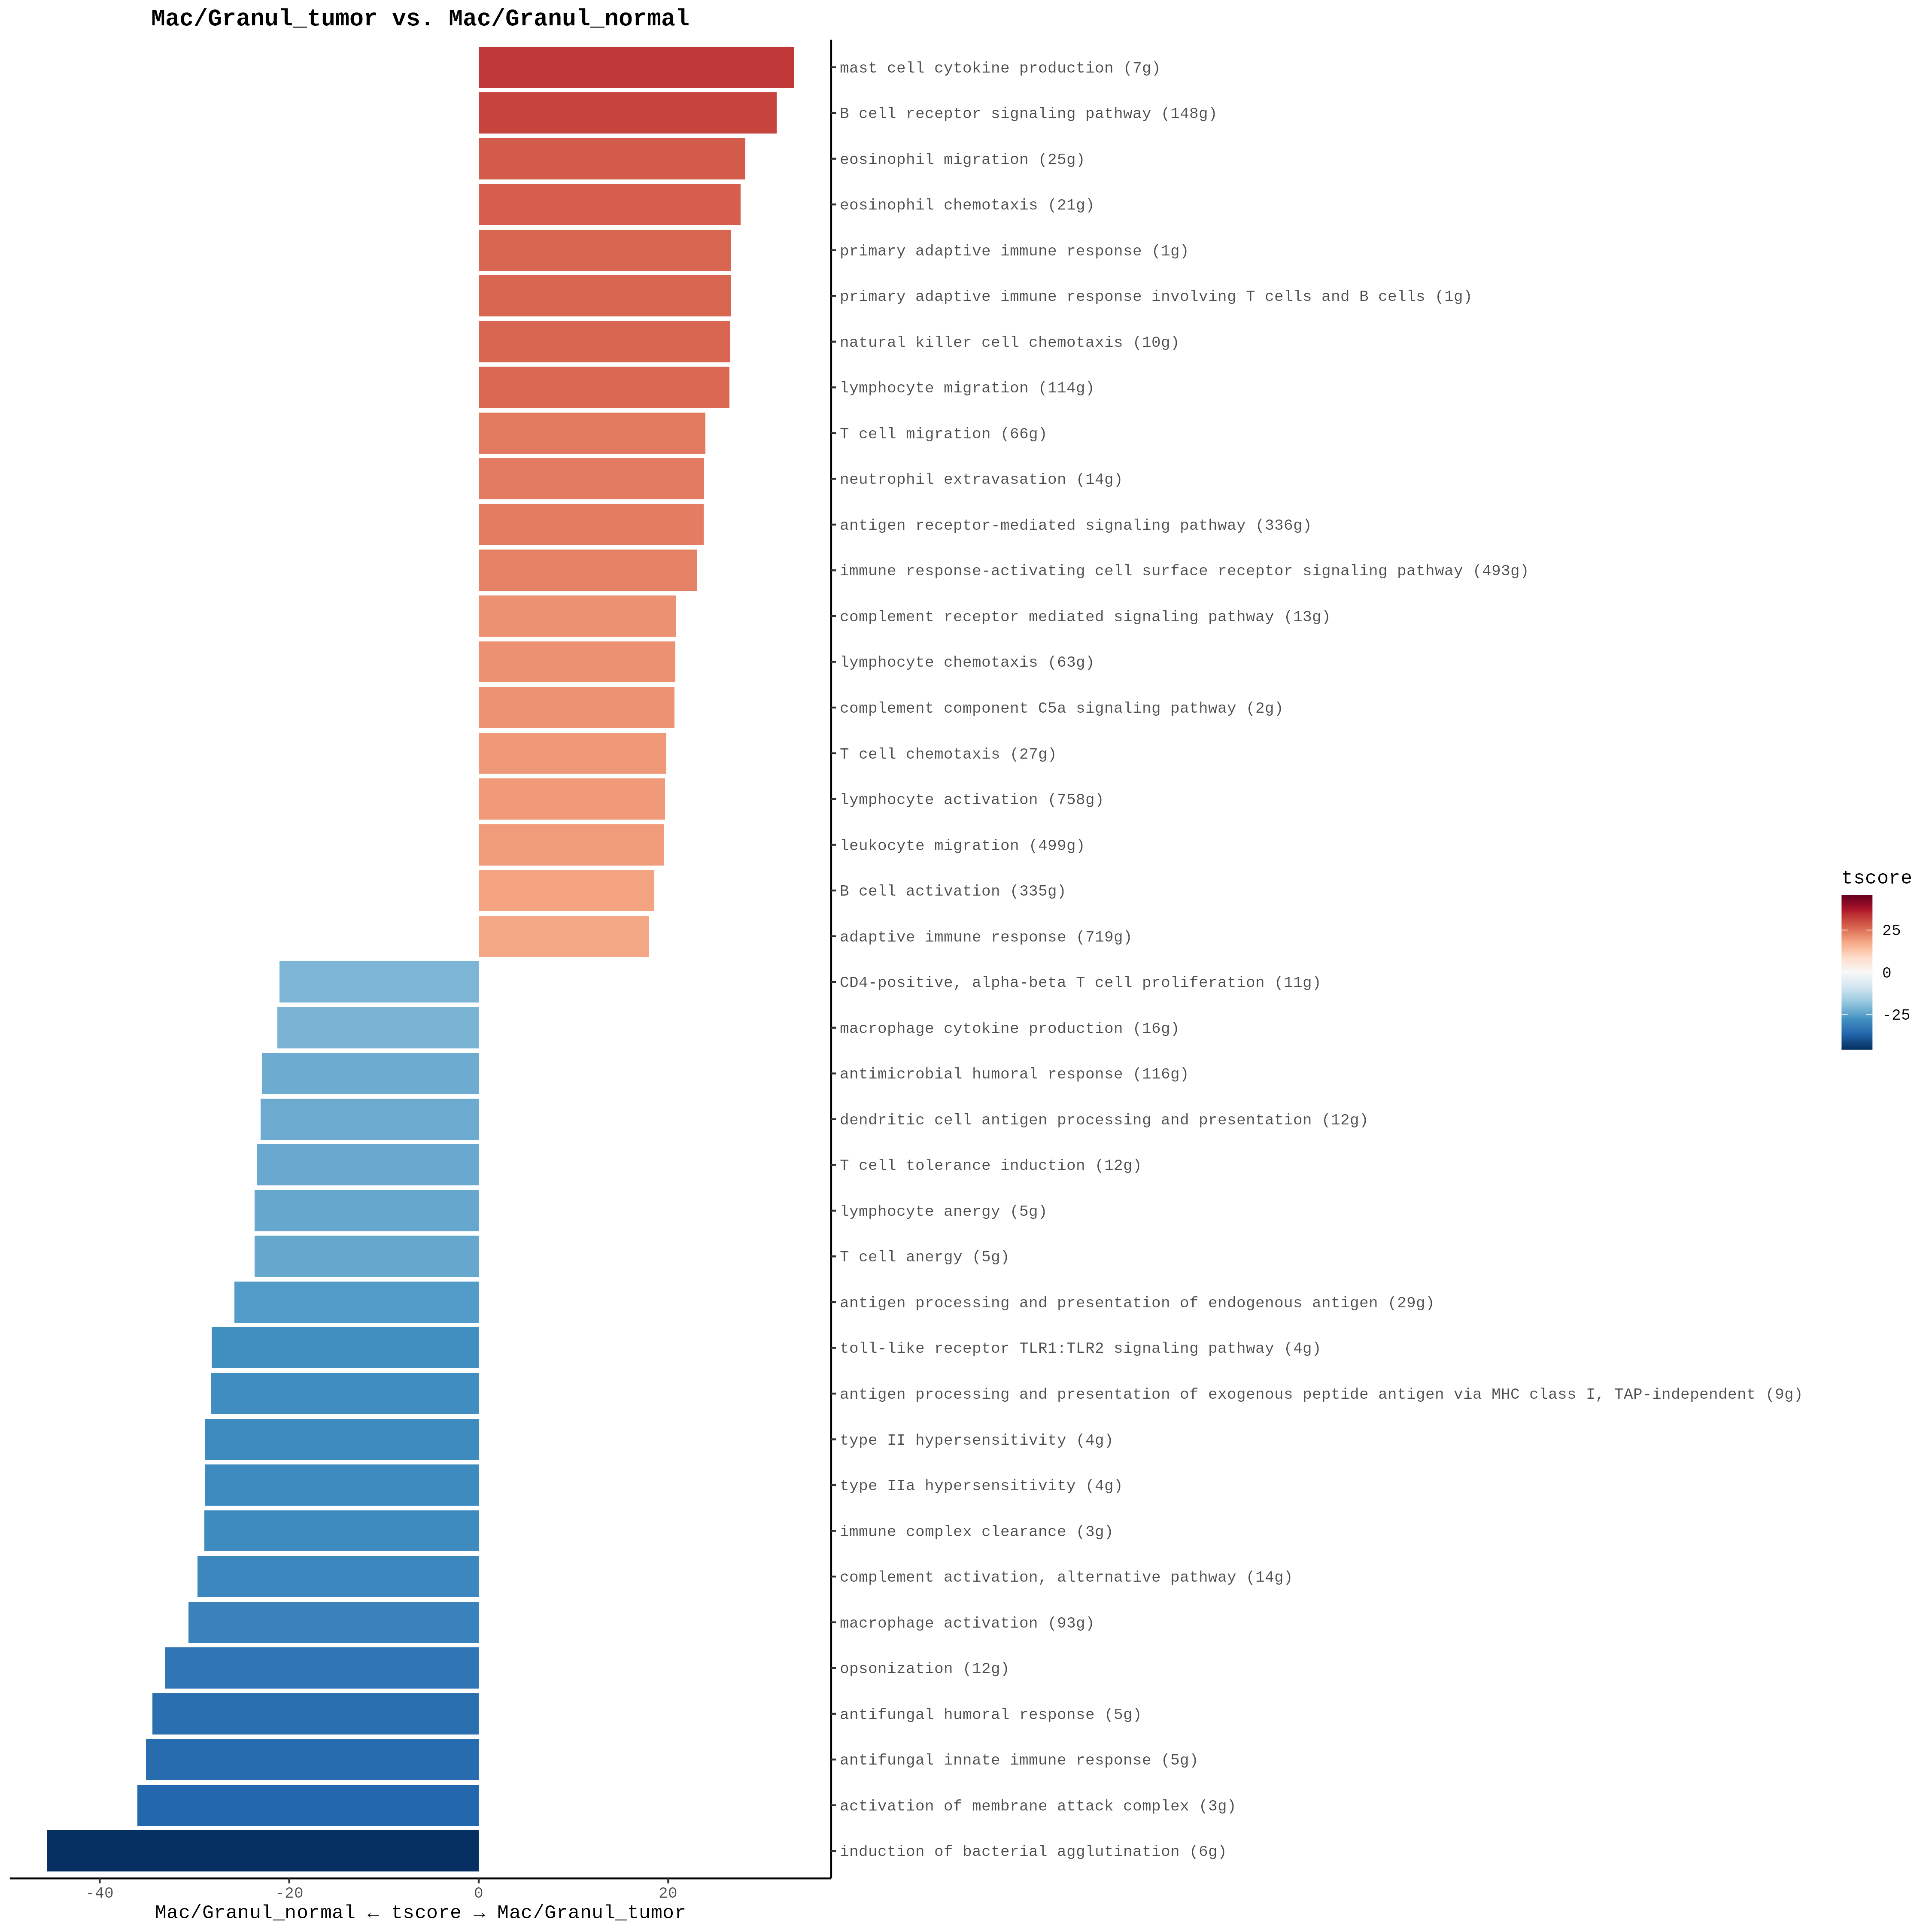 Mac/Granul_tumor vs. Mac/Granul_normal
mast cell cytokine production (7g)
B cell receptor signaling pathway (148g)
eosinophil migration (25g)
eosinophil chemotaxis (21g)
primary adaptive immune response (1g)
primary adaptive immune response involving T cells and B cells (1g)
natural killer cell chemotaxis (10g)
lymphocyte migration (114g)
T cell migration (66g)
neutrophil extravasation (14g)
antigen receptor-mediated signaling pathway (336g)
immune response-activating cell surface receptor signaling pathway (493g)
complement receptor mediated signaling pathway (13g)
lymphocyte chemotaxis (63g)
complement component C5a signaling pathway (2g)
T cell chemotaxis (27g)
lymphocyte activation (758g)
leukocyte migration (499g)
B cell activation (335g)
adaptive immune response (719g)
CD4-positive, alpha-beta T cell proliferation (11g)
macrophage cytokine production (16g)
antimicrobial humoral response (116g)
dendritic cell antigen processing and presentation (12g)
T cell tolerance induction (12g)
lymphocyte anergy (5g)
T cell anergy (5g)
antigen processing and presentation of endogenous antigen (29g)
toll-like receptor TLR1:TLR2 signaling pathway (4g)
antigen processing and presentation of exogenous peptide antigen via MHC class I, TAP-independent (9g)
type II hypersensitivity (4g)
type IIa hypersensitivity (4g)
immune complex clearance (3g)
complement activation, alternative pathway (14g)
macrophage activation (93g)
opsonization (12g)
antifungal humoral response (5g)
antifungal innate immune response (5g)
activation of membrane attack complex (3g)
induction of bacterial agglutination (6g)
-40 -20 0 20
Mac/Granul_normal ← tscore → Mac/Granul_tumor
tscore
25
0
-25